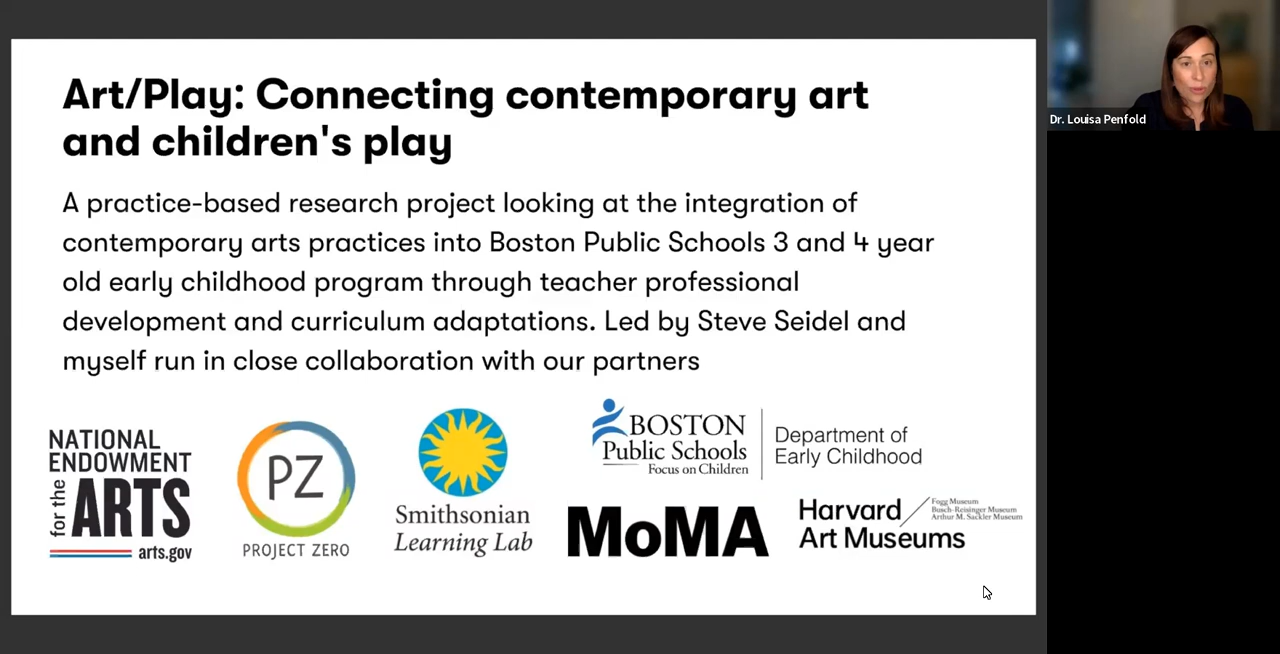 Art/Play: Connecting contemporary art
and children's play
A practice-based research project looking at the integration of
contemporary arts practices into Boston Public Schools 3 and 4 year
old early childhood program through teacher professional
development and curriculum adaptations. Led by Steve Seidel and
myself run in close collaboration with our partners
NATIONAL
ENDOWMENT
for the
ARTS
arts.gov
PZ
PROJECT ZERO
Smithsonian
Learning Lab
BOSTON
Public Schools
Focus on Children
Department of
Early Childhood
MoMA
Harvard
Art Museums
Fogg Museum
Busch-Reisinger Museum
Arthur M. Sackler Museum
Dr. Louisa Penfold